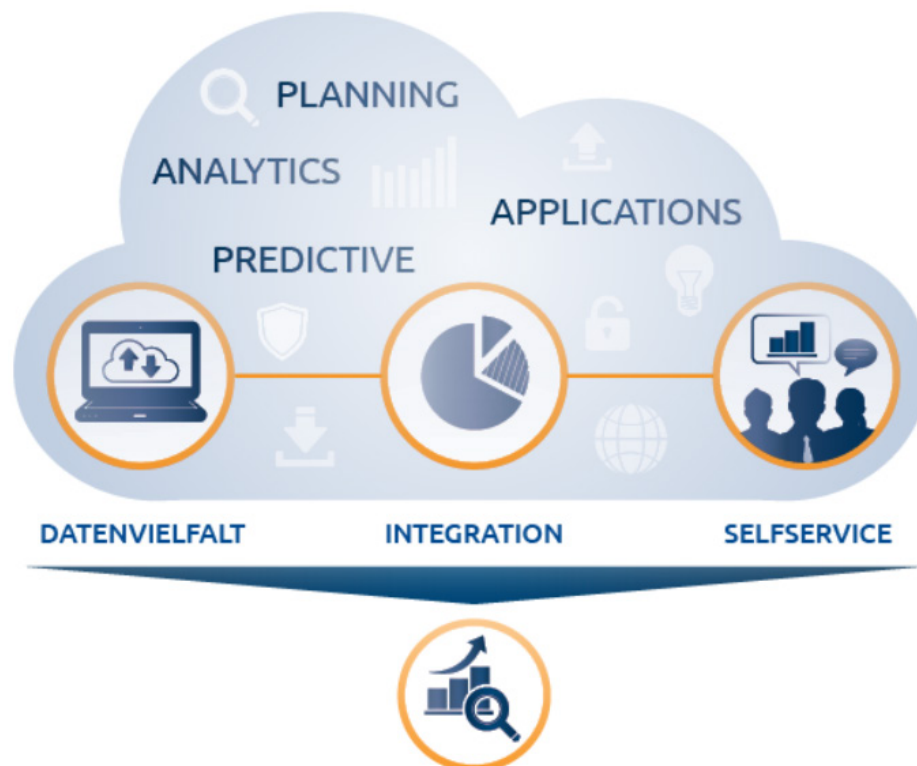 PLANNING
ANALYTICS
APPLICATIONS
PREDICTIVE
DATENVIELFALT
INTEGRATION
SELFSERVICE